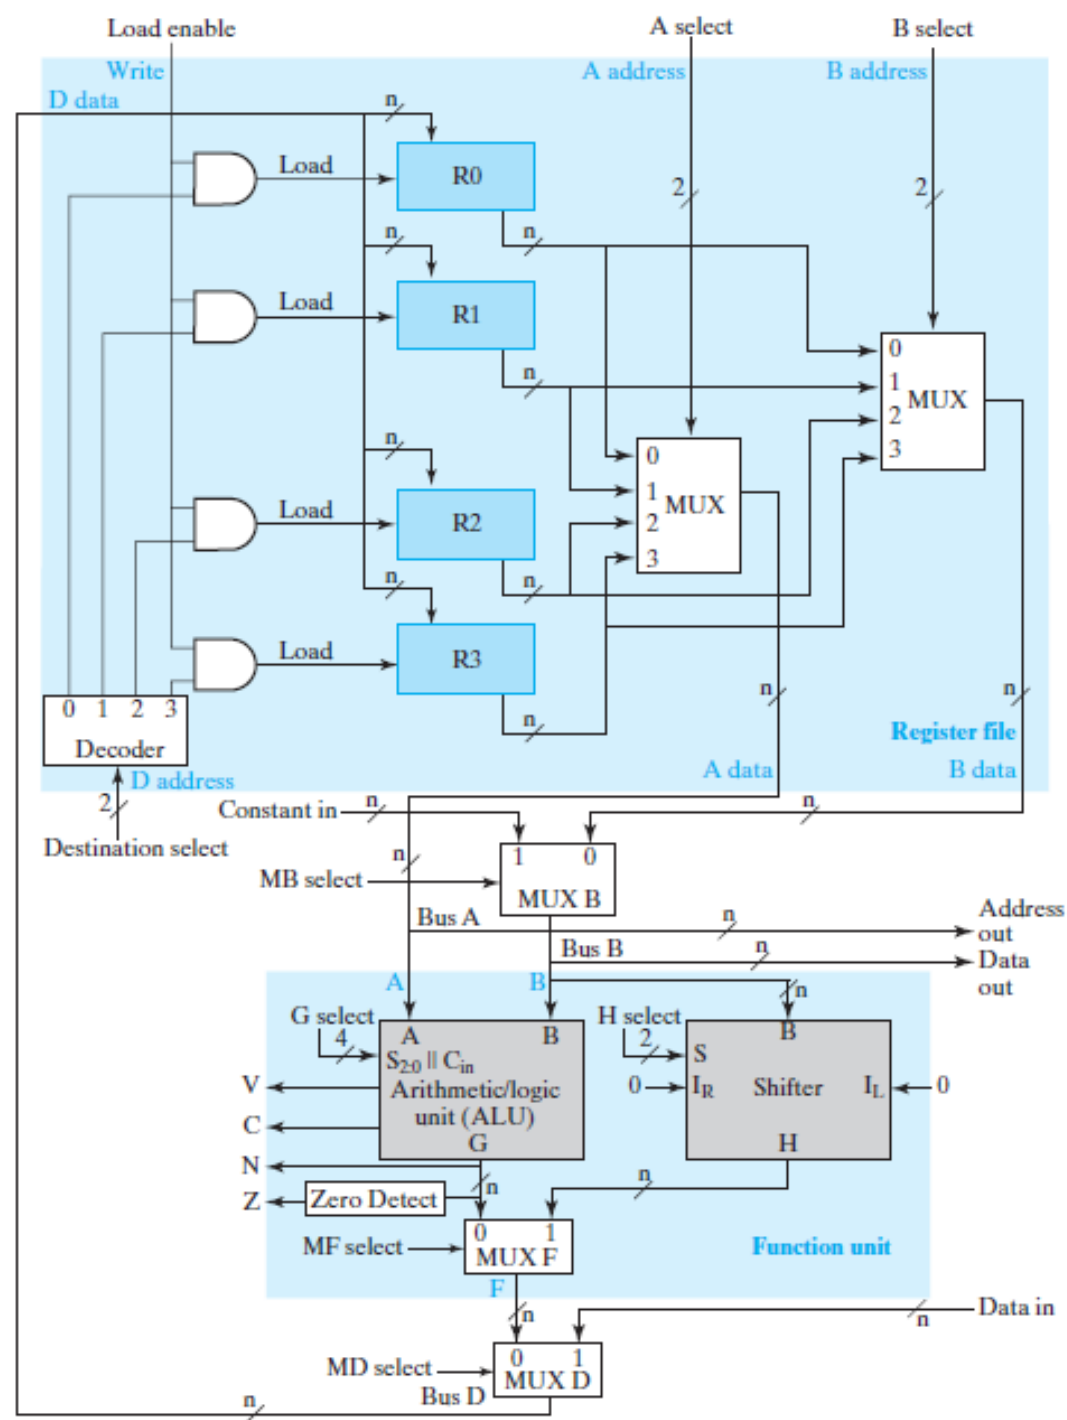 Load enable
A select
B select
Write
A address
B address
D data
n
Load
R0
2
2
n
n
Load
R1
0
n
1
MUX
2
n
3
0
1
MUX
Load
R2
2
3
n
n
Load
R3
n
n
0 1 2 3
n
Register file
Decoder
D address
A data
B data
2
Constant in
n
n
Destination select
n
1 0
MB select
MUX B
Bus A
n
Address
out
Bus B
n
Data
out
A
B
n
G select
H select
4
A
B
2
B
S2:0 || Cin
S
V
Arithmetic/logic
unit (ALU)
0
IR
Shifter
IL
0
C
G
H
N
n
n
Z
Zero Detect
0 1
MF select
MUX F
Function unit
F
n
Data in
n
0 1
MD select
MUX D
Bus D
n